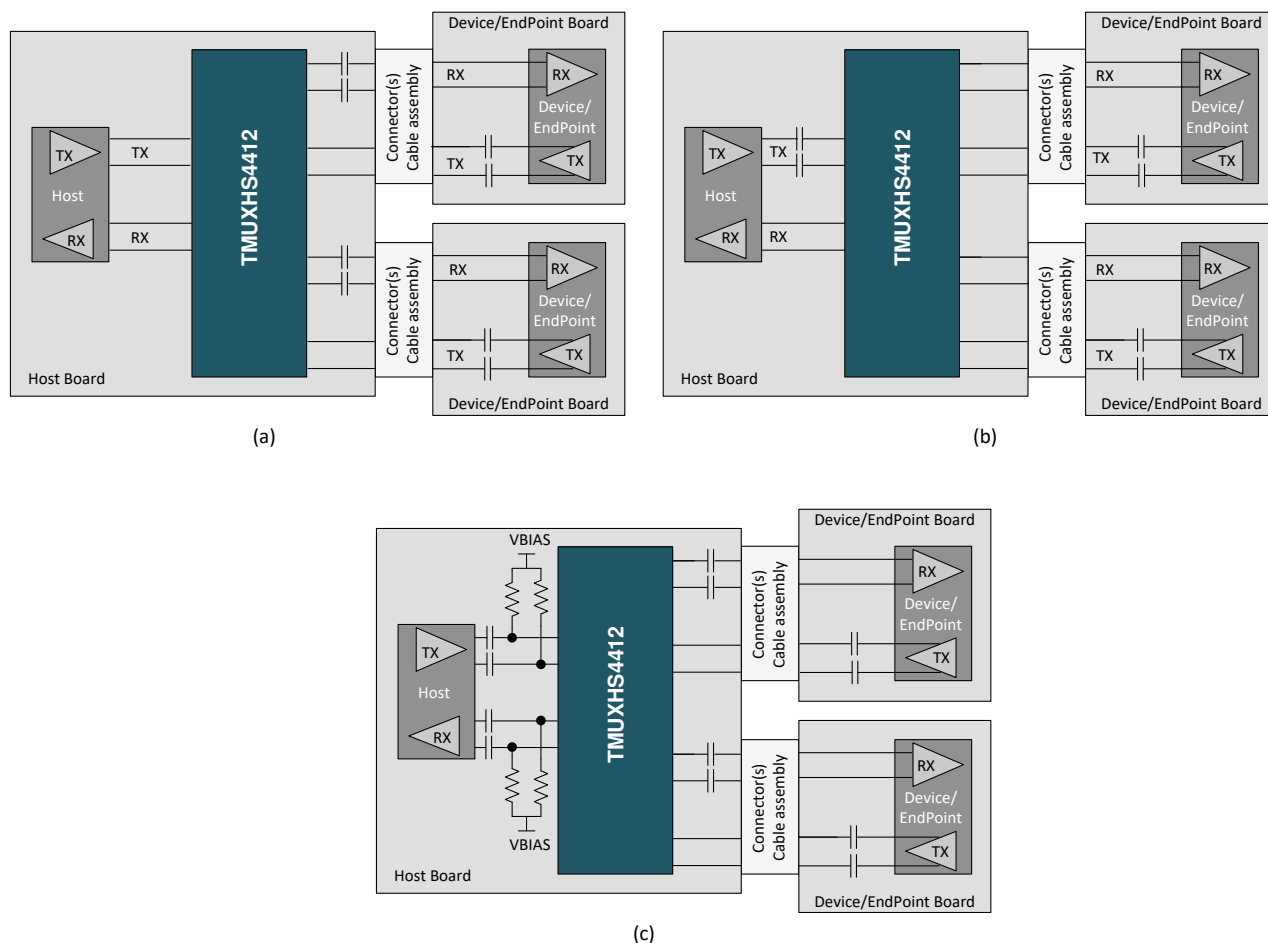 Device/EndPoint Board
RX
RX
Device/
EndPoint
TX
TX
Connector(s)
Cable assembly
TMUXHS4412
TX
TX
Host
RX
RX
RX
RX
Device/
EndPoint
TX
TX
Connector(s)
Cable assembly
Host Board
Device/EndPoint Board
(a)
Device/EndPoint Board
RX
RX
Device/
EndPoint
TX
TX
Connector(s)
Cable assembly
TMUXHS4412
TX
TX
Host
RX
RX
RX
RX
Device/
EndPoint
TX
TX
Connector(s)
Cable assembly
Host Board
Device/EndPoint Board
(b)
Device/EndPoint Board
VBIAS
RX
Device/
EndPoint
TX
Connector(s)
Cable assembly
TMUXHS4412
TX
Host
RX
RX
Device/
EndPoint
TX
Connector(s)
Cable assembly
VBIAS
Host Board
Device/EndPoint Board
(c)